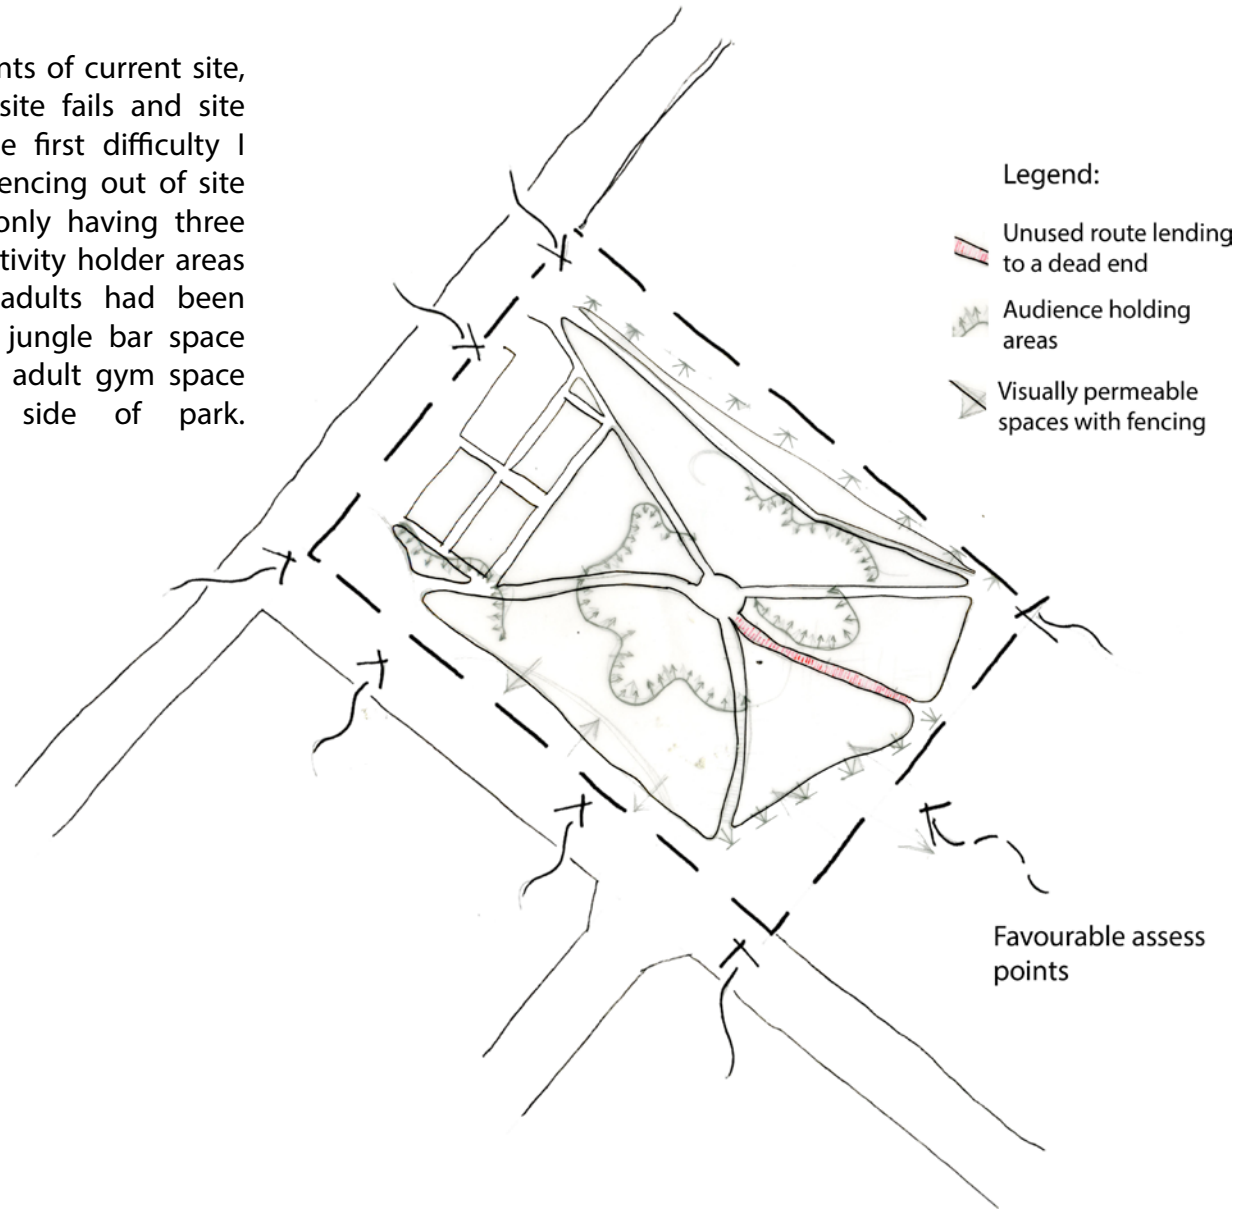 nts of current site,
site fails and site
e first difficulty I
encing out of site
only having three
tivity holder areas
adults had been
jungle bar space
adult gym space
side of park.
Legend:
Unused route lending
to a dead end
Audience holding
areas
Visually permeable
spaces with fencing
Favourable assess
points